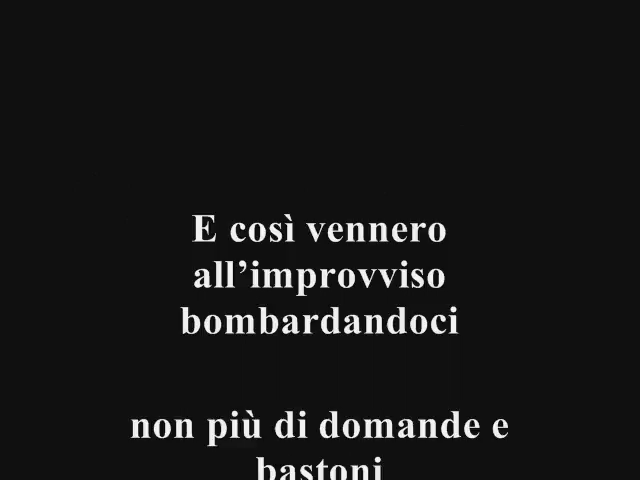 E così vennero
all’improvviso
bombardandoci
non più di domande e
bastoni